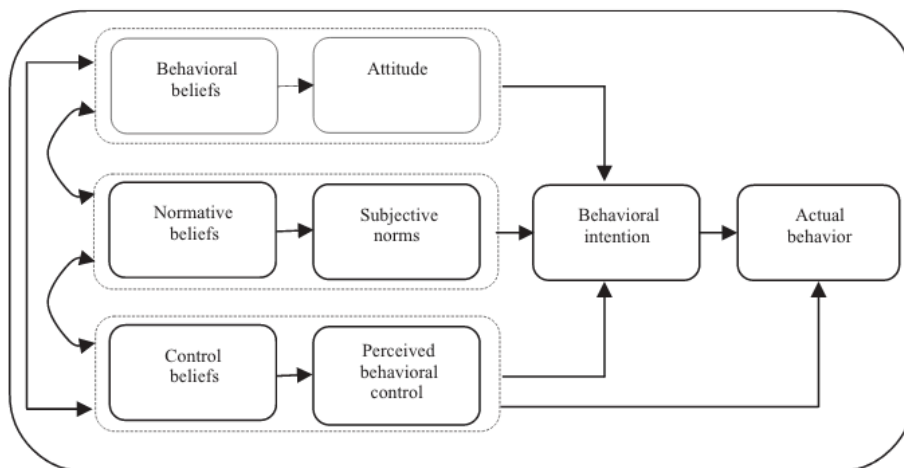 Behavioral
beliefs
Attitude
Normative
beliefs
Subjective
norms
Behavioral
intention
Actual
behavior
Control
beliefs
Perceived
behavioral
control